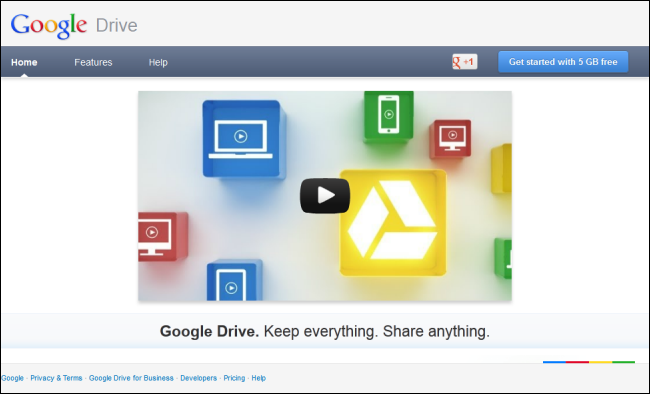 Google Drive
Home Features Help +1 Get started with 5 GB free
Google Drive. Keep everything. Share anything.
Google · Privacy & Terms · Google Drive for Business · Developers · Pricing · Help